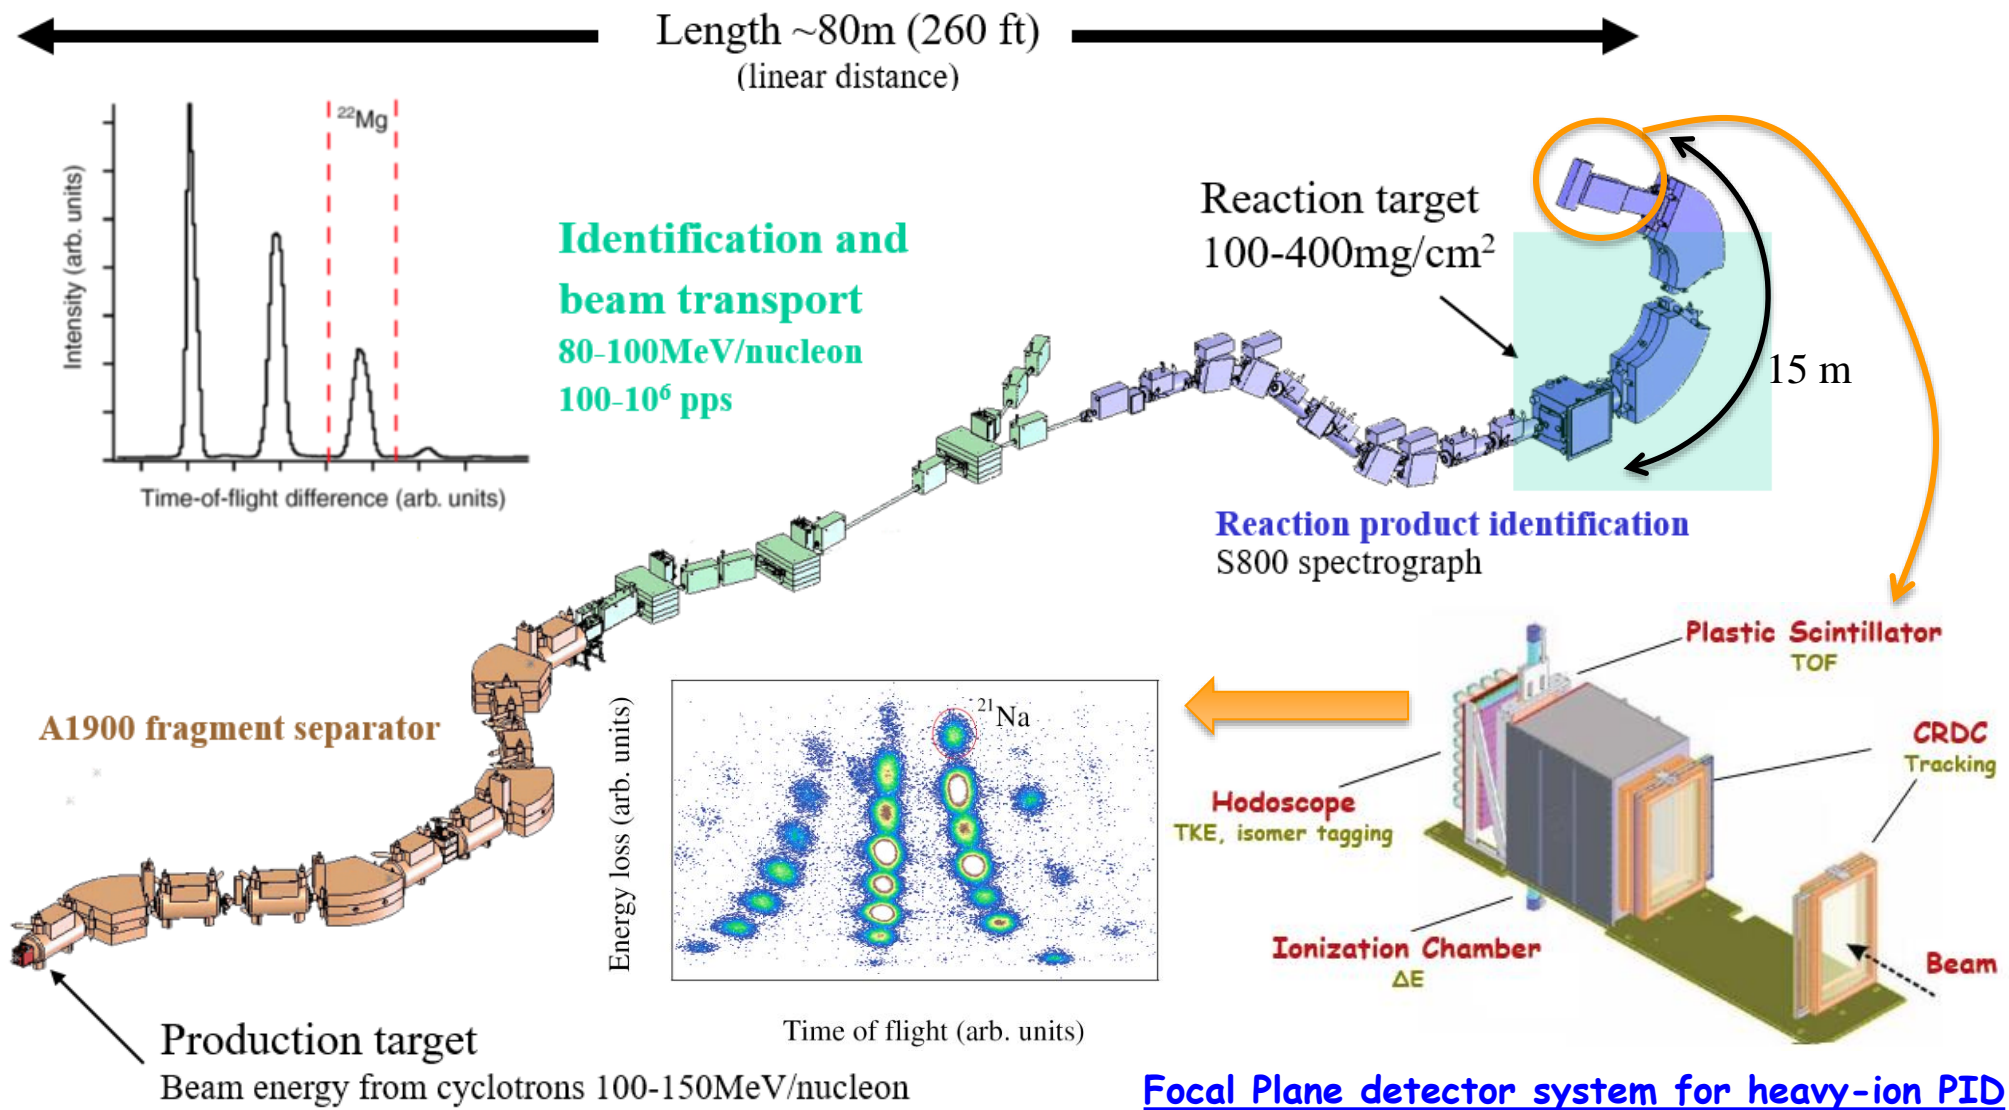 Length ~80m (260 ft)
(linear distance)
²²Mg
Intensity (arb. units)
Time-of-flight difference (arb. units)
Identification and
beam transport
80-100MeV/nucleon
100-10⁶ pps
Reaction target
100-400mg/cm²
15 m
Reaction product identification
S800 spectrograph
A1900 fragment separator
²¹Na
Energy loss (arb. units)
Time of flight (arb. units)
Plastic Scintillator
TOF
CRDC
Tracking
Hodoscope
TKE, isomer tagging
Ionization Chamber
ΔE
Beam
Production target
Beam energy from cyclotrons 100-150MeV/nucleon
Focal Plane detector system for heavy-ion PID